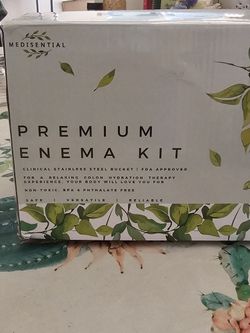 MEDISENTIAL
PREMIUM
ENEMA KIT
CLINICAL STAINLESS STEEL BUCKET | FDA APPROVED
FOR A RELAXING COLON HYDRATION THERAPY
EXPERIENCE. YOUR BODY WILL LOVE YOU FOR
NON-TOXIC, BPA & PHTHALATE FREE
SAFE | VERSATILE | RELIABLE